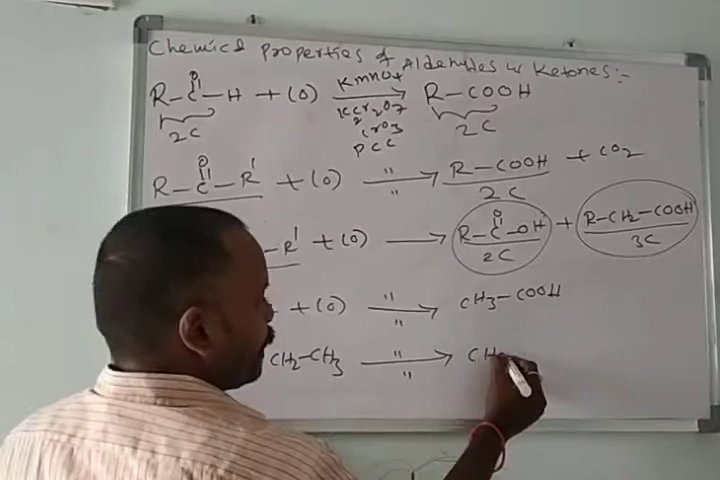 Chemical properties of Aldehydes & Ketones :-
O
R-C-H + (O) KMnO4 → R-COOH
2C K2Cr2O7 2C
CrO3
PCC
O
R-C-R' + (O) " → R-COOH + CO2
" 2C
O
-R' + (O) → R-C-OH + R-CH2-COOH
2C 3C
+ (O) " → CH3-COOH
"
CH2-CH3 " → CH
"